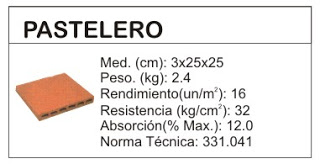 PASTELERO
Med. (cm): 3x25x25
Peso. (kg): 2.4
Rendimiento(un/m²): 16
Resistencia (kg/cm²): 32
Absorción(% Max.): 12.0
Norma Técnica: 331.041